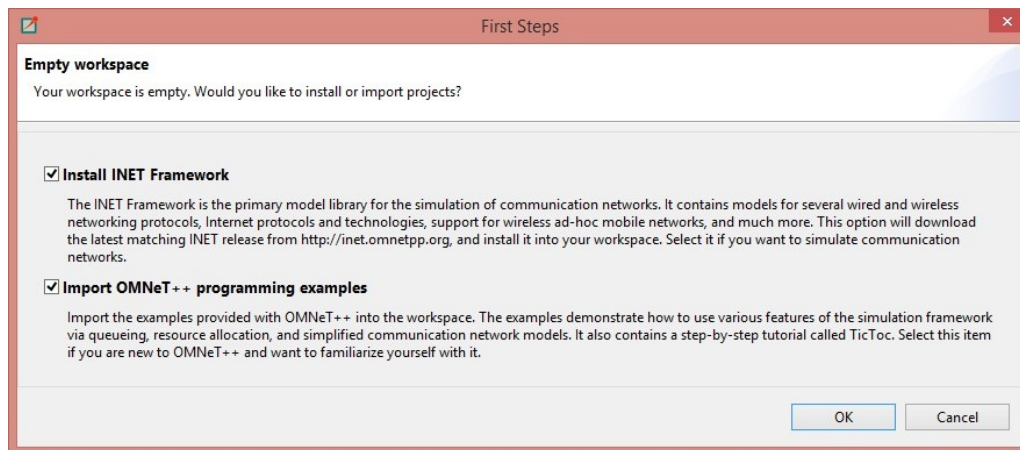 First Steps
Empty workspace
Your workspace is empty. Would you like to install or import projects?
Install INET Framework
The INET Framework is the primary model library for the simulation of communication networks. It contains models for several wired and wireless
networking protocols, Internet protocols and technologies, support for wireless ad-hoc mobile networks, and much more. This option will download
the latest matching INET release from http://inet.omnetpp.org, and install it into your workspace. Select it if you want to simulate communication
networks.
Import OMNeT++ programming examples
Import the examples provided with OMNeT++ into the workspace. The examples demonstrate how to use various features of the simulation framework
via queueing, resource allocation, and simplified communication network models. It also contains a step-by-step tutorial called TicToc. Select this item
if you are new to OMNeT++ and want to familiarize yourself with it.
OK Cancel